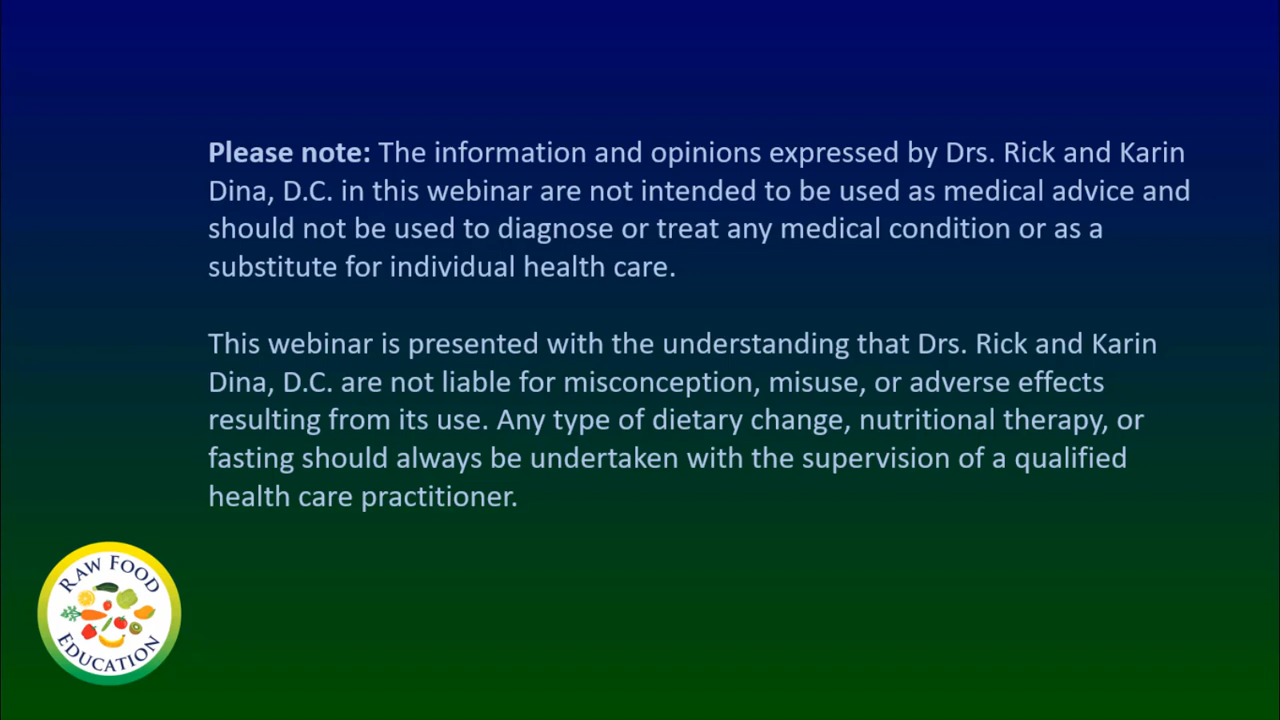 Please note: The information and opinions expressed by Drs. Rick and Karin
Dina, D.C. in this webinar are not intended to be used as medical advice and
should not be used to diagnose or treat any medical condition or as a
substitute for individual health care.
This webinar is presented with the understanding that Drs. Rick and Karin
Dina, D.C. are not liable for misconception, misuse, or adverse effects
resulting from its use. Any type of dietary change, nutritional therapy, or
fasting should always be undertaken with the supervision of a qualified
health care practitioner.
RAW FOOD
EDUCATION